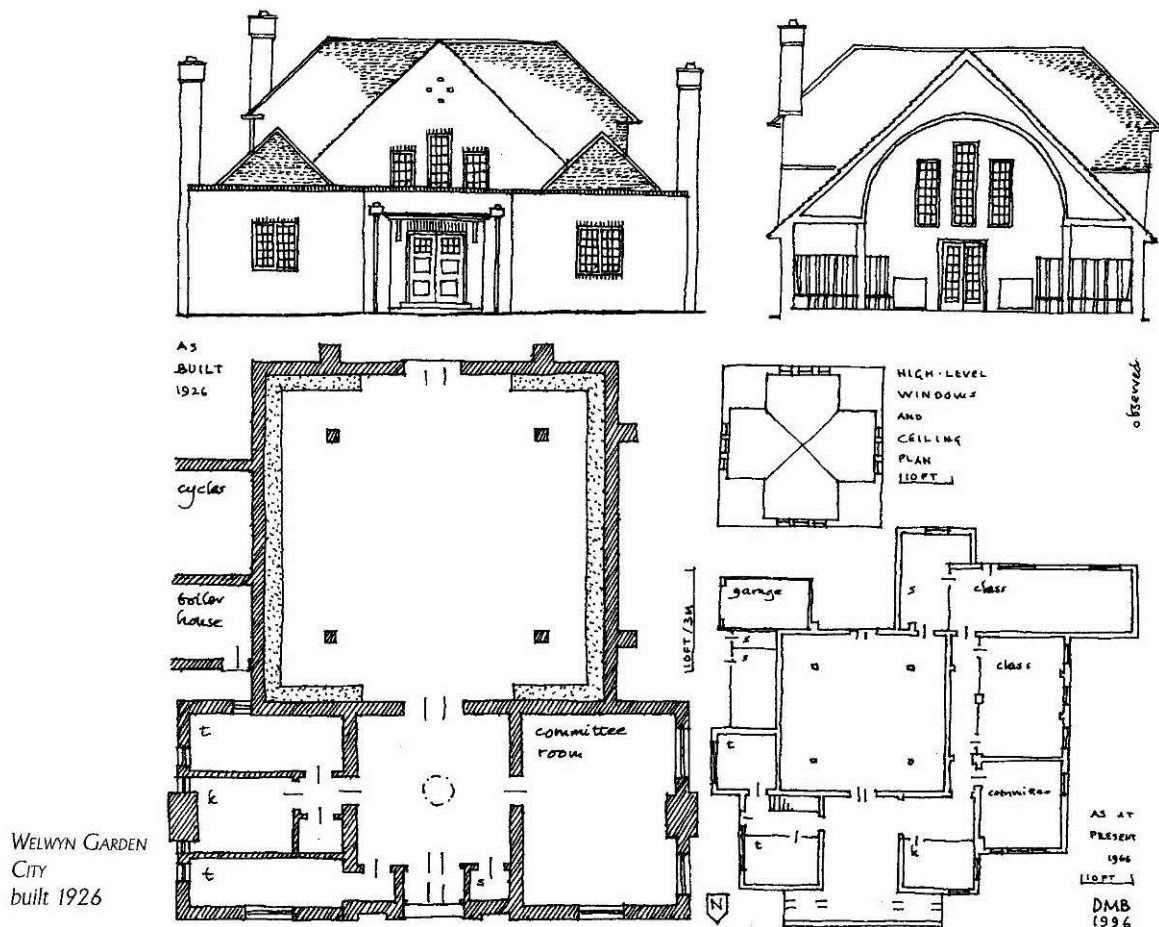 AS
BUILT
1926
cycles
boiler
house
t
k
t
s
committee
room
10FT/3M
N
HIGH-LEVEL
WINDOWS
AND
CEILING
PLAN
10FT
observed
garage
s
s
s
class
class
t
t
k
committee
AS AT
PRESENT
1966
10FT
DMB
1996
WELWYN GARDEN
CITY
built 1926